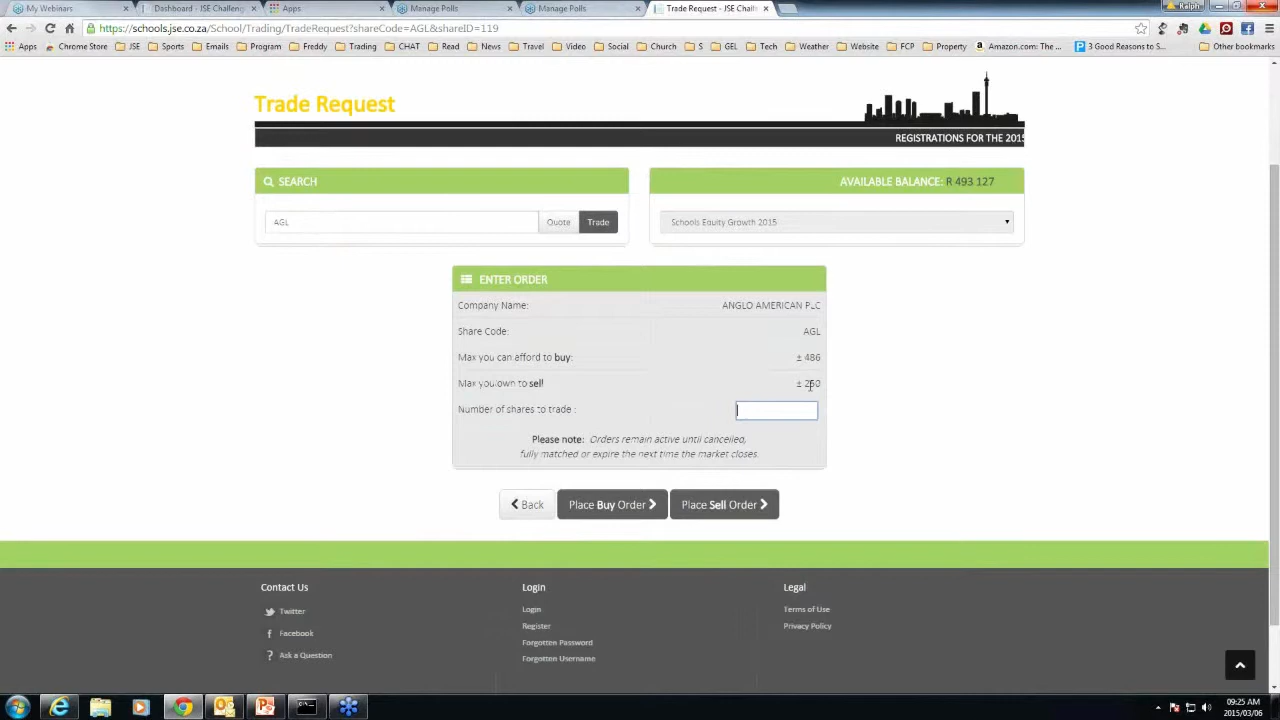 My Webinars
Dashboard - JSE Challeng
Apps
Manage Polls
Manage Polls
Trade Request - JSE Challe
Ralph
https://schools.jse.co.za/School/Trading/TradeRequest?shareCode=AGL&shareID=119
Apps Chrome Store JSE Sports Emails Program Freddy Trading CHAT Read Travel Video Social Church S GEL Tech Weather FCP Property Amazon.com: The ... 3 Good Reasons to S... Other bookmarks
Trade Request
REGISTRATIONS FOR THE 2015
SEARCH
AVAILABLE BALANCE: R 493 127
AGL Quote Trade
Schools Equity Growth 2015
ENTER ORDER
Company Name: ANGLO AMERICAN PLC
Share Code: AGL
Max you can afford to buy: ± 486
Max you own to sell: ±
Number of shares to trade :
Please note: Orders remain active until cancelled,
fully matched or expire the next time the market closes.
Back Place Buy Order Place Sell Order
Contact Us Login Legal
Twitter Login Terms of Use
Facebook Register Privacy Policy
Ask a Question Forgotten Password
Forgotten Username
09:25 AM
2015/03/06